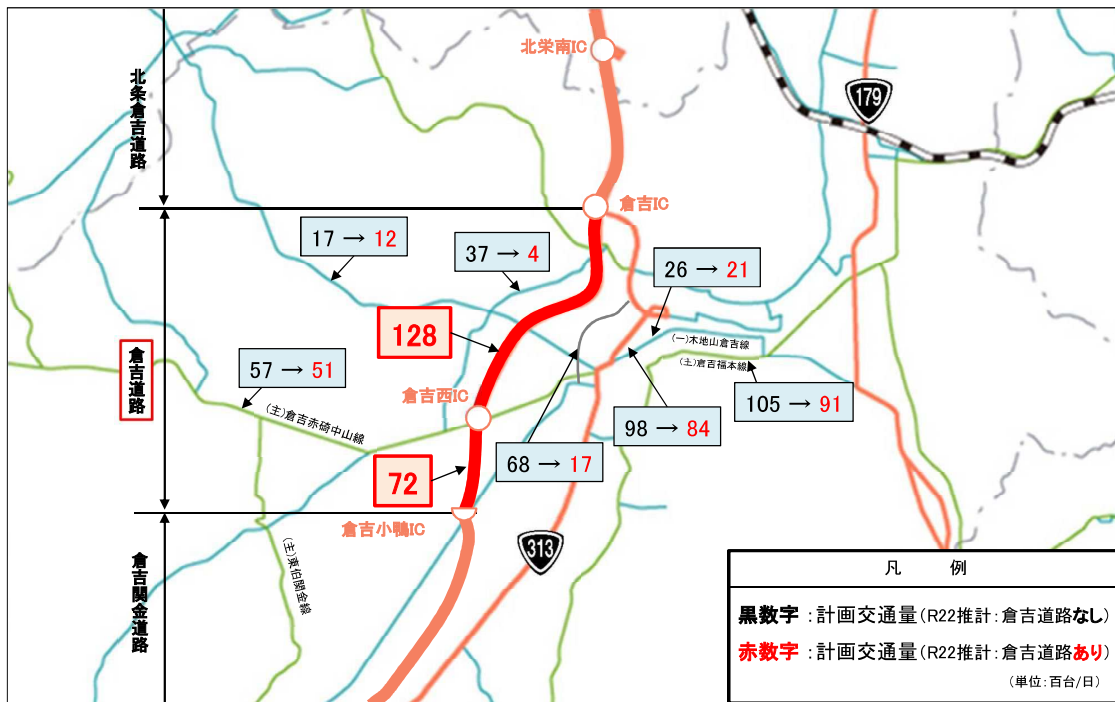 北栄南IC
北条倉吉道路
179
倉吉IC
17 → 12
37 → 4
26 → 21
128
(一)木地山倉吉線
(主)倉吉福本線
倉吉道路
57 → 51
倉吉西IC
105 → 91
(主)倉吉赤碕中山線
98 → 84
68 → 17
72
倉吉小鴨IC
313
(主)東伯関金線
倉吉関金道路
凡 例
黒数字:計画交通量(R22推計:倉吉道路なし)
赤数字:計画交通量(R22推計:倉吉道路あり)
(単位:百台/日)